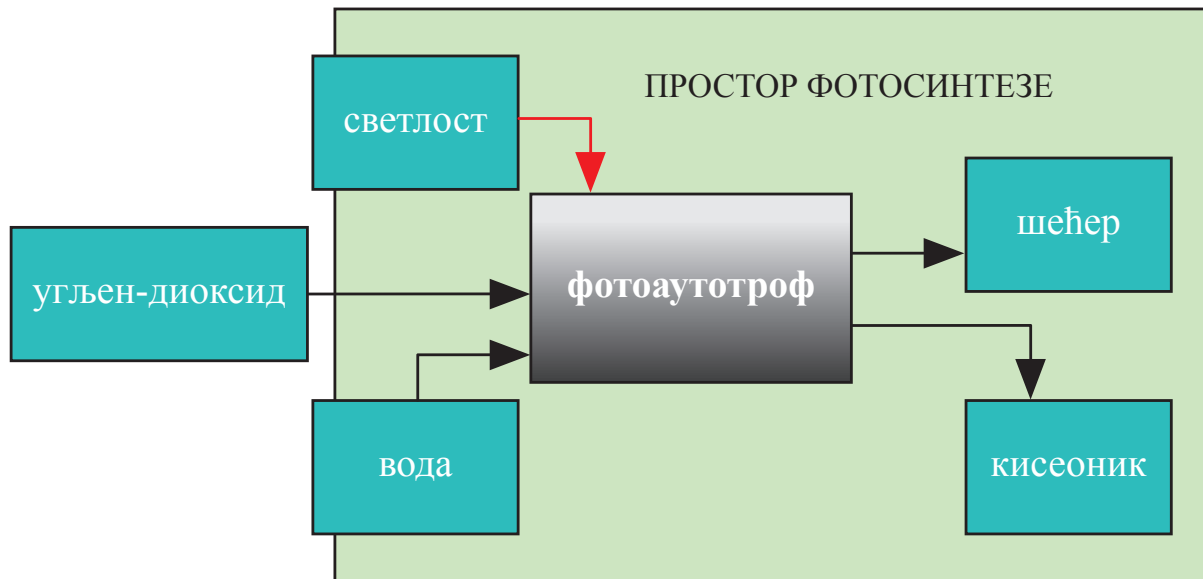 ПРОСТОР ФОТОСИНТЕЗЕ
светлост
шећер
угљен-диоксид
фотоаутотроф
вода
кисеоник